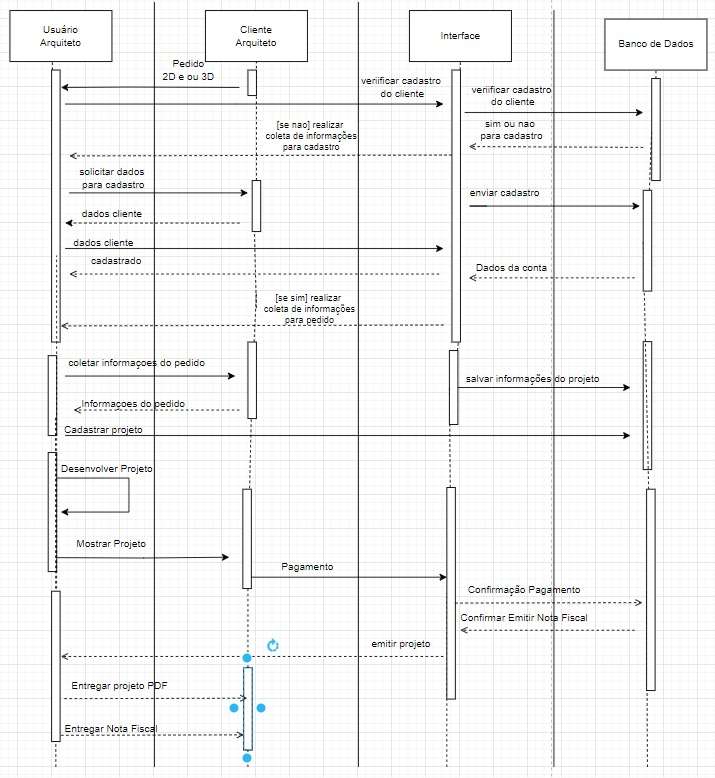 Usuário
Arquiteto
Cliente
Arquiteto
Interface
Banco de Dados
Pedido
2D e ou 3D
veriificar cadastro
do cliente
veriificar cadastro
do cliente
sim ou nao
para cadastro
[se nao] realizar
coleta de informações
para cadastro
solicitar dados
para cadastro
enviar cadastro
dados cliente
dados cliente
cadastrado
Dados da conta
[se sim] realizar
coleta de informações
para pedido
coletar informaçoes do pedido
salvar informações do projeto
Informaçoes do pedido
Cadastrar projeto
Desenvolver Projeto
Mostrar Projeto
Pagamento
Confirmação Pagamento
Confirmar Emitir Nota Fiscal
emitir projeto
Entregar projeto PDF
Entregar Nota Fiscal